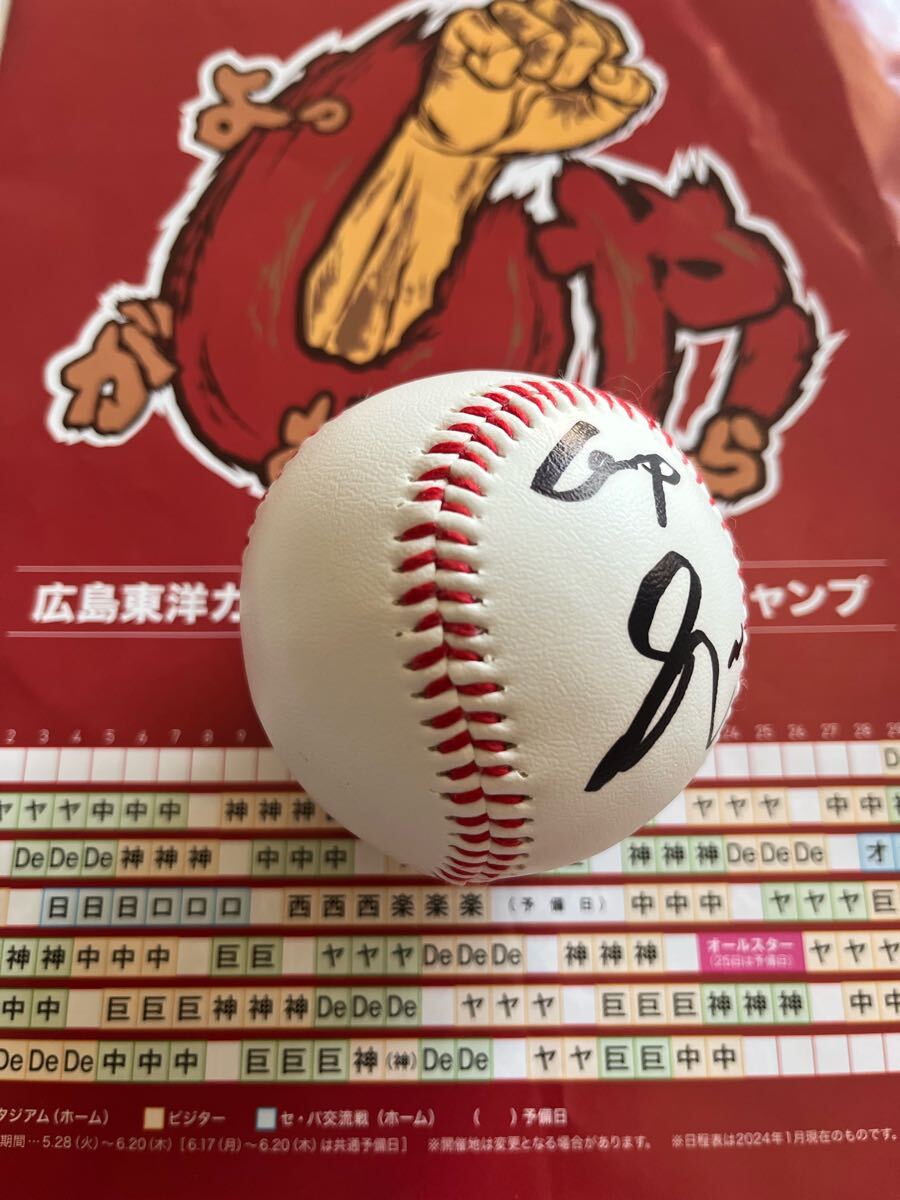 が よっ しゃ ら
広島東洋カ ャンプ
2 3 4 5 6 7 8 9 24 25 26 27 28 29
D
ヤ ヤ ヤ 中 中 中 神 神 神 ヤ ヤ ヤ 中 中
De De De 神 神 神 中 中 中 神 神 神 De De De オ
日 日 日 ロ ロ ロ 西 西 西 楽 楽 楽 (予備日) 中 中 中 ヤ ヤ ヤ 巨
神 神 中 中 中 巨 巨 ヤ ヤ ヤ De De De 神 神 神 オールスター (25日は予備日) ヤ ヤ ヤ
中 中 巨 巨 巨 神 神 神 De De De ヤ ヤ ヤ 巨 巨 巨 神 神 神 中 中
De De De 中 中 中 巨 巨 巨 神 (神) De De ヤ ヤ 巨 巨 中 中
タジアム(ホーム) ビジター セ・パ交流戦(ホーム) ( )予備日
期間…5.28(火)〜6.20(木)[6.17(月)〜6.20(木)は共通予備日] ※開催地は変更となる場合があります。 ※日程表は2024年1月現在のものです。